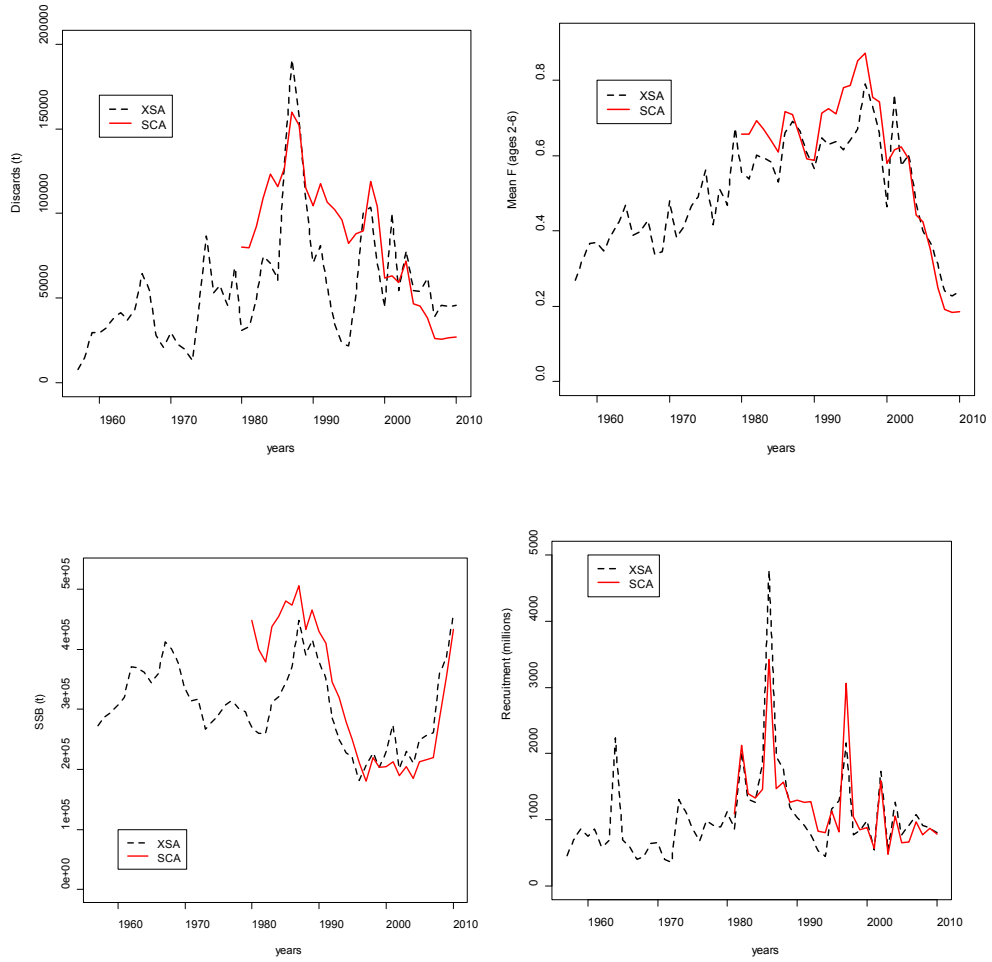 Discards (t)
200000
150000
100000
50000
0
XSA
SCA
1960 1970 1980 1990 2000 2010
years
Mean F (ages 2-6)
0.8
0.6
0.4
0.2
0.0
XSA
SCA
1960 1970 1980 1990 2000 2010
years
SSB (t)
5e+05
4e+05
3e+05
2e+05
1e+05
0e+00
XSA
SCA
1960 1970 1980 1990 2000 2010
years
Recruitment (millions)
5000
4000
3000
2000
1000
0
XSA
SCA
1960 1970 1980 1990 2000 2010
years